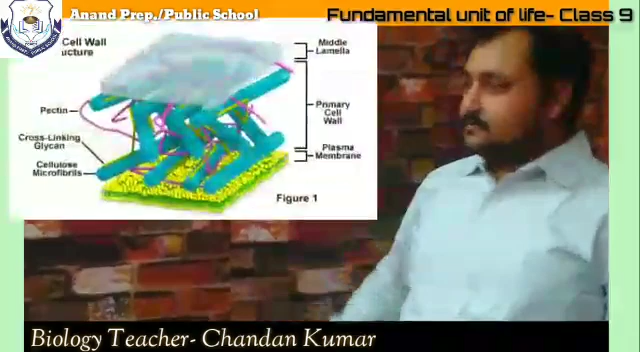 Anand Prep./Public School
Fundamental unit of life- Class 9
Cell Wall
ucture
Middle
Lamella
Pectin
Primary
Cell
Wall
Cross-Linking
Glycan
Plasma
Membrane
Cellulose
Microfibrils
Figure 1
Biology Teacher- Chandan Kumar